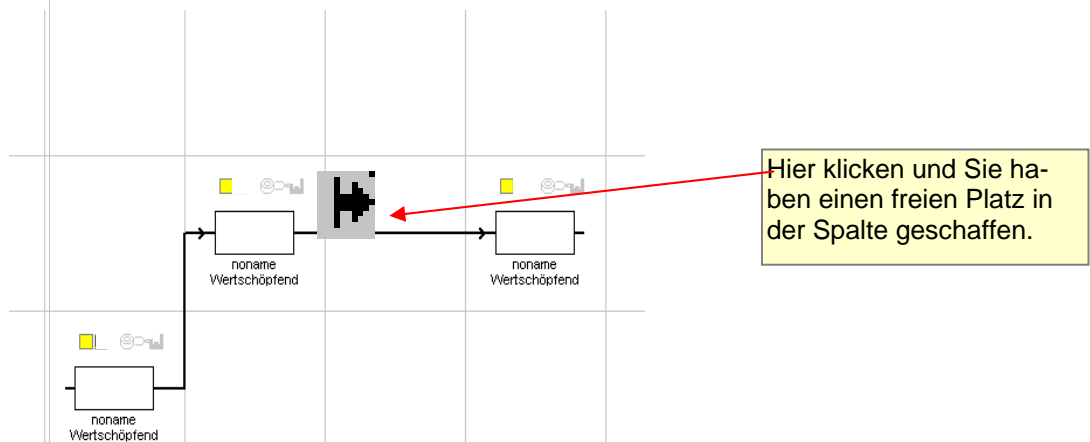 Hier klicken und Sie ha-
ben einen freien Platz in
der Spalte geschaffen.
noname
Wertschöpfend
noname
Wertschöpfend
noname
Wertschöpfend